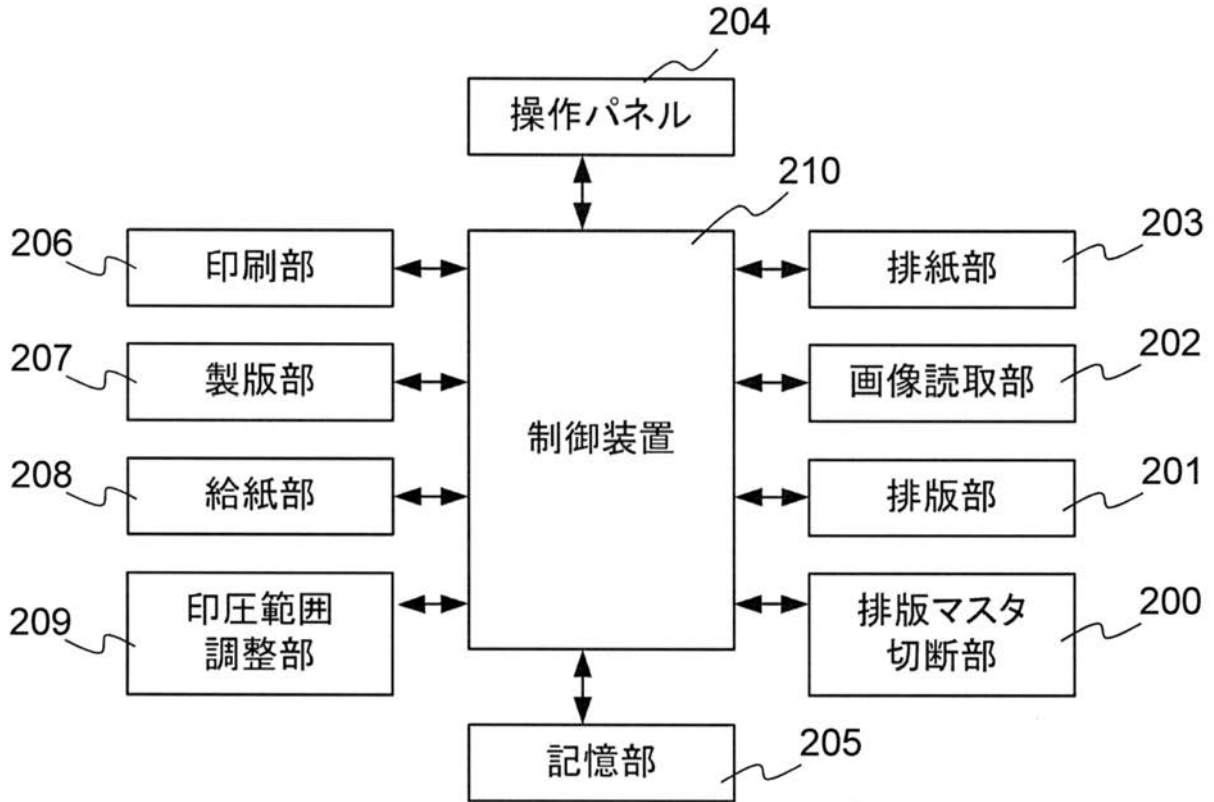 204
操作パネル
210
206
印刷部
203
排紙部
207
製版部
202
画像読取部
制御装置
208
給紙部
201
排版部
209
印圧範囲
調整部
200
排版マスタ
切断部
205
記憶部